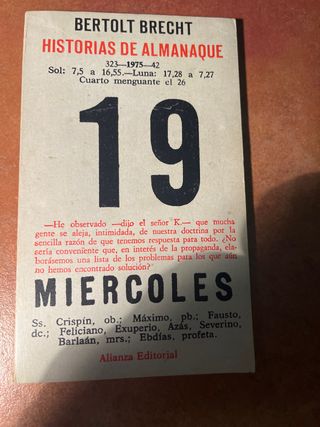 BERTOLT BRECHT
HISTORIAS DE ALMANAQUE
323—1975—42
Sol: 7,5 a 16,55.—Luna: 17,28 a 7,27
Cuarto menguante el 26
19
—He observado —dijo el señor K.— que mucha
gente se aleja, intimidada, de nuestra doctrina por la
sencilla razón de que tenemos respuesta para todo. ¿No
sería conveniente que, en interés de la propaganda, ela-
borásemos una lista de los problemas para los que aún
no hemos encontrado solución?
MIERCOLES
Ss. Crispín, ob.; Máximo, pb.; Fausto,
dc.; Feliciano, Exuperio, Azás, Severino,
Barlaán, mrs.; Ebdías, profeta.
Alianza Editorial